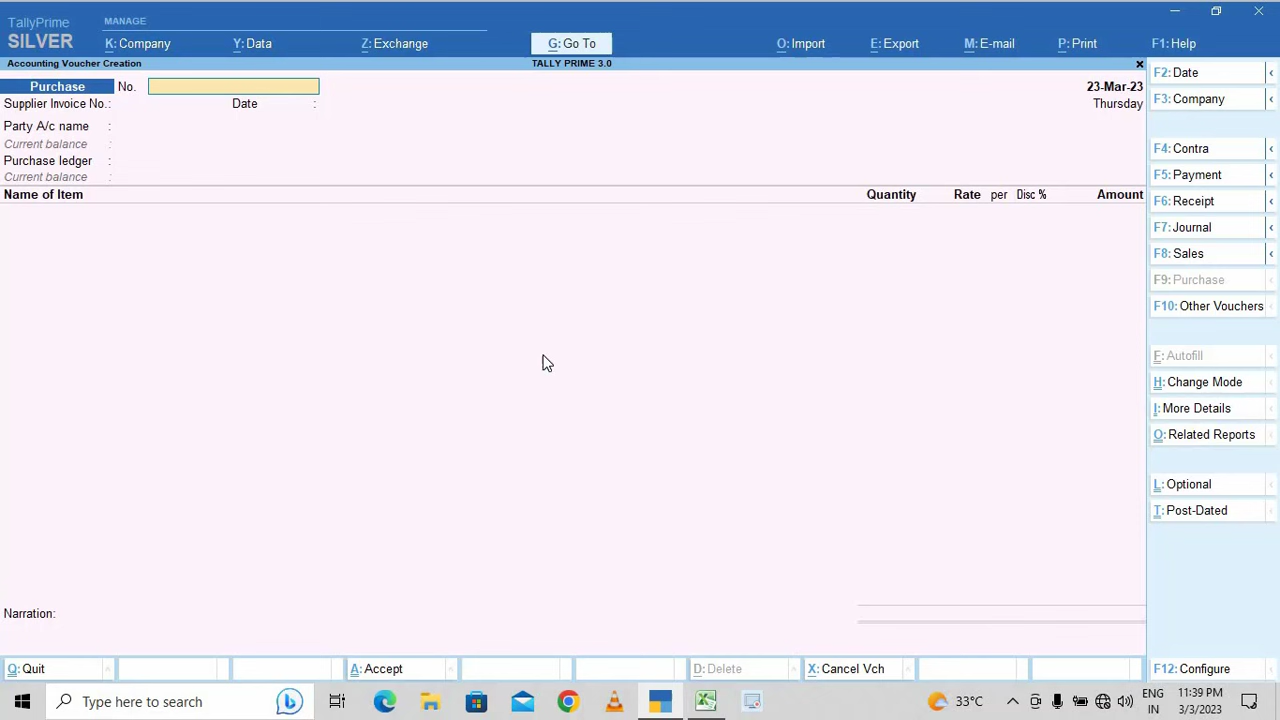 TallyPrime
SILVER
MANAGE
K: Company
Y: Data
Z: Exchange
G: Go To
O: Import
E: Export
M: E-mail
P: Print
F1: Help
Accounting Voucher Creation
TALLY PRIME 3.0
Purchase No.
23-Mar-23
Supplier Invoice No.: Date :
Thursday
Party A/c name :
Current balance :
Purchase ledger :
Current balance :
Name of Item Quantity Rate per Disc % Amount
F2: Date
F3: Company
F4: Contra
F5: Payment
F6: Receipt
F7: Journal
F8: Sales
F9: Purchase
F10: Other Vouchers
F: Autofill
H: Change Mode
I: More Details
O: Related Reports
L: Optional
T: Post-Dated
Narration:
Q: Quit
A: Accept
D: Delete
X: Cancel Vch
F12: Configure
Type here to search
33°C
ENG
IN
11:39 PM
3/3/2023